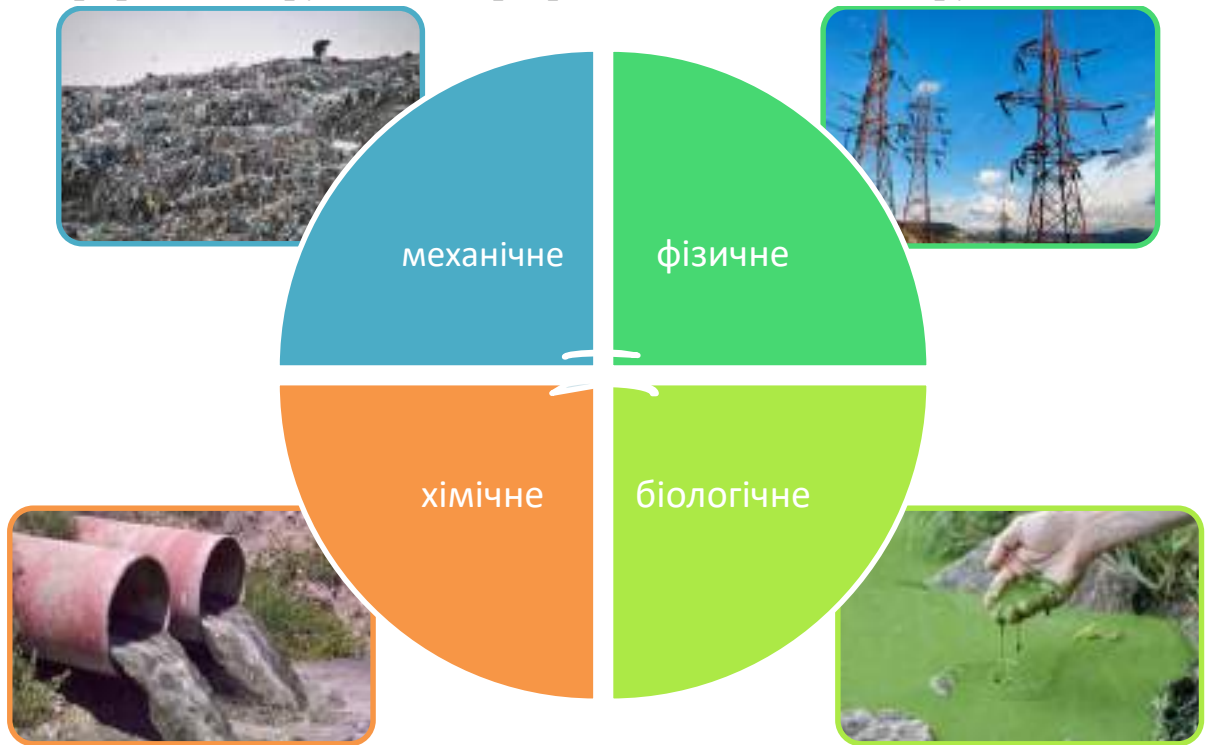 механічне
фізичне
хімічне
біологічне